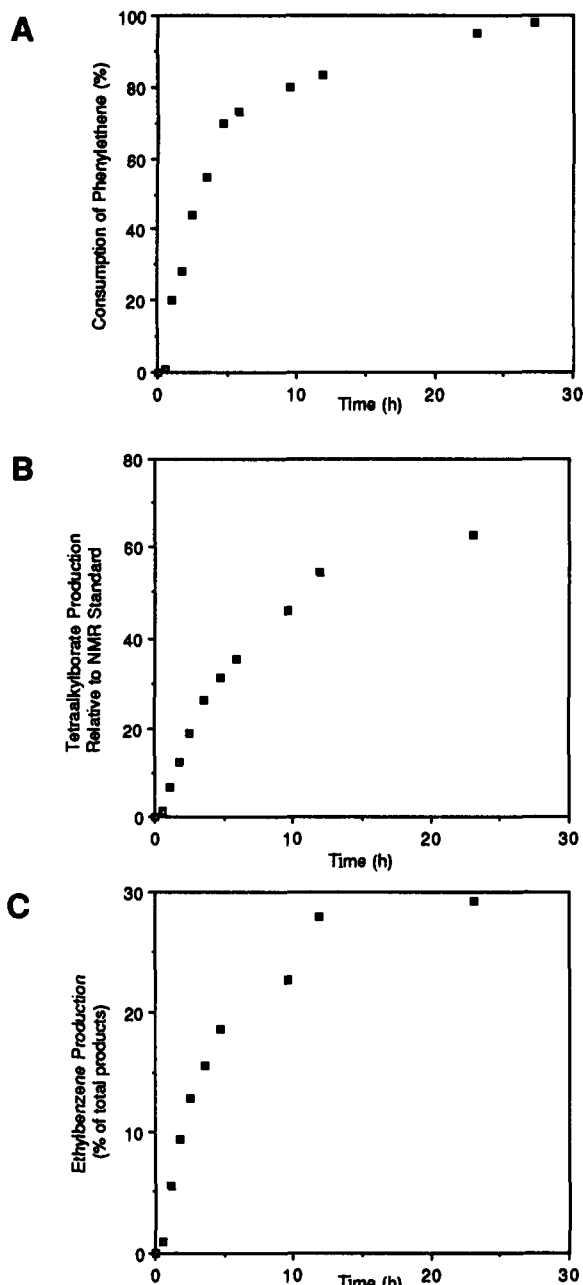 A
Consumption of Phenylethene (%)
100
80
60
40
20
0
0 10 20 30
Time (h)
B
Tetraalkylborate Production
Relative to NMR Standard
80
60
40
20
0
0 10 20 30
Time (h)
C
Ethylbenzene Production
(% of total products)
30
20
10
0
0 10 20 30
Time (h)